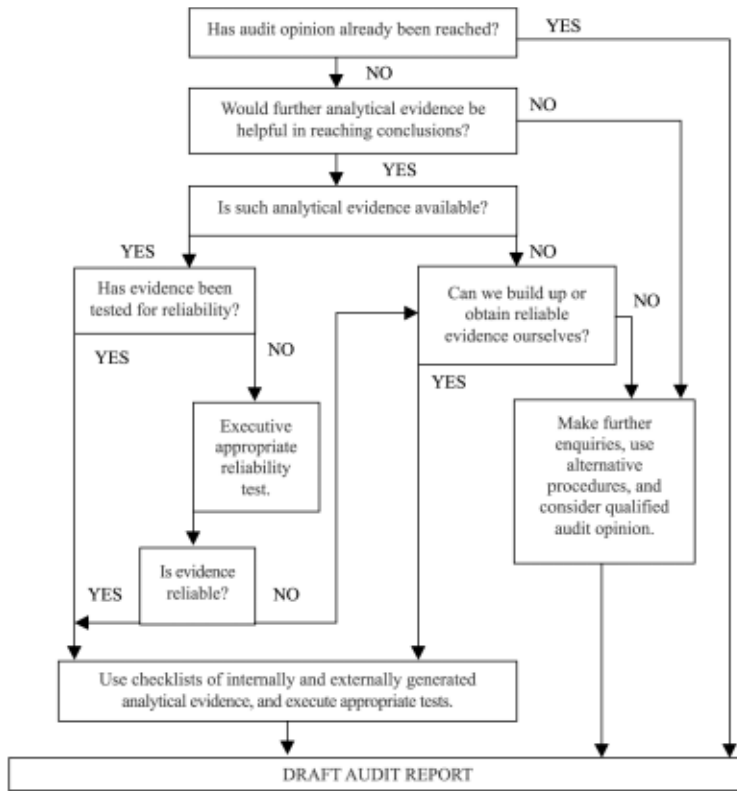 Has audit opinion already been reached?
YES
NO
Would further analytical evidence be
helpful in reaching conclusions?
NO
YES
Is such analytical evidence available?
YES
NO
Has evidence been
tested for reliability?
Can we build up or
obtain reliable
evidence ourselves?
NO
YES
NO
YES
Executive
appropriate
reliability
test.
Make further
enquiries, use
alternative
procedures, and
consider qualified
audit opinion.
Is evidence
reliable?
YES
NO
Use checklists of internally and externally generated
analytical evidence, and execute appropriate tests.
DRAFT AUDIT REPORT